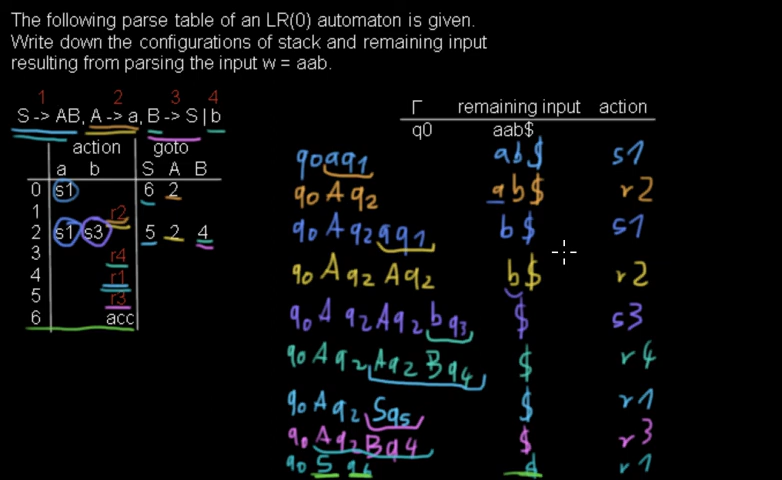 The following parse table of an LR(0) automaton is given.
Write down the configurations of stack and remaining input
resulting from parsing the input w = aab.
1 2 3 4
S -> AB, A -> a, B -> S | b
action goto
a b S A B
0 s1 6 2
1 r2
2 s1 s3 5 2 4
3 r4
4 r1
5 r3
6 acc
Γ remaining input action
q0 aab$
q0aq1 ab$ s1
q0Aq2 ab$ r2
q0Aq2aq1 b$ s1
q0Aq2Aq2 b$ r2
q0Aq2Aq2bq3 $ s3
q0Aq2Aq2Bq4 $ r4
q0Aq2Sq5 $ r1
q0Aq2Bq4 $ r3
q0Sq6 $ r1